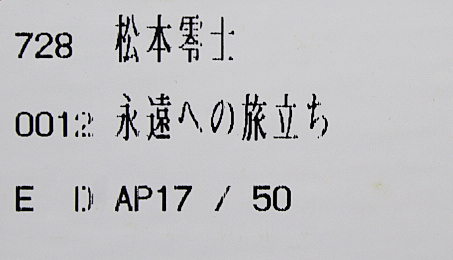 728 松本零士
0012 永遠への旅立ち
E D AP17 / 50